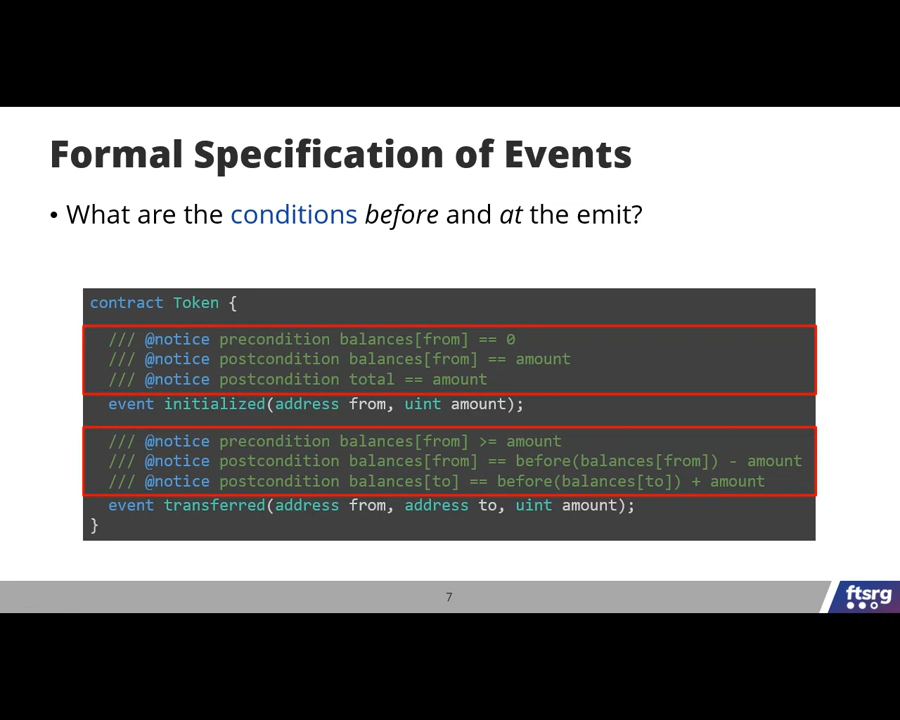 Formal Specification of Events
• What are the conditions before and at the emit?
contract Token {
/// @notice precondition balances[from] == 0
/// @notice postcondition balances[from] == amount
/// @notice postcondition total == amount
event initialized(address from, uint amount);
/// @notice precondition balances[from] >= amount
/// @notice postcondition balances[from] == before(balances[from]) - amount
/// @notice postcondition balances[to] == before(balances[to]) + amount
event transferred(address from, address to, uint amount);
}
7
ftsrg